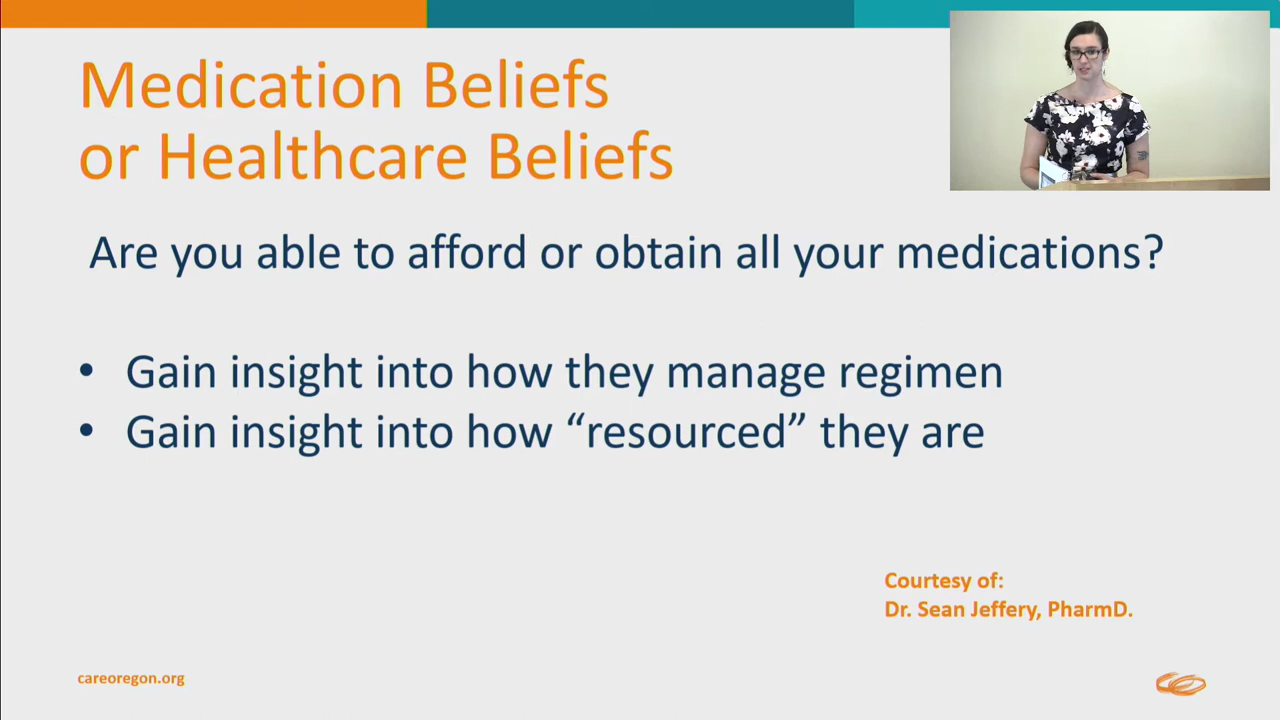 Medication Beliefs
or Healthcare Beliefs
Are you able to afford or obtain all your medications?
• Gain insight into how they manage regimen
• Gain insight into how “resourced” they are
Courtesy of:
Dr. Sean Jeffery, PharmD.
careoregon.org